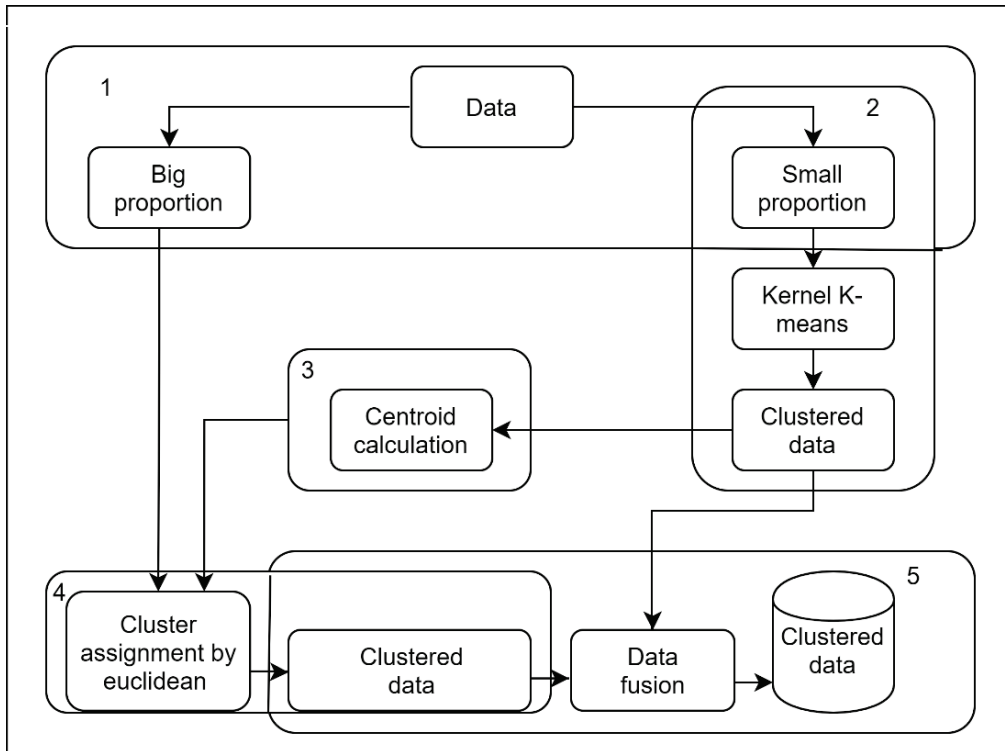 1
Data
2
Big
proportion
Small
proportion
Kernel K-
means
3
Centroid
calculation
Clustered
data
4
5
Cluster
assignment by
euclidean
Clustered
data
Data
fusion
Clustered
data